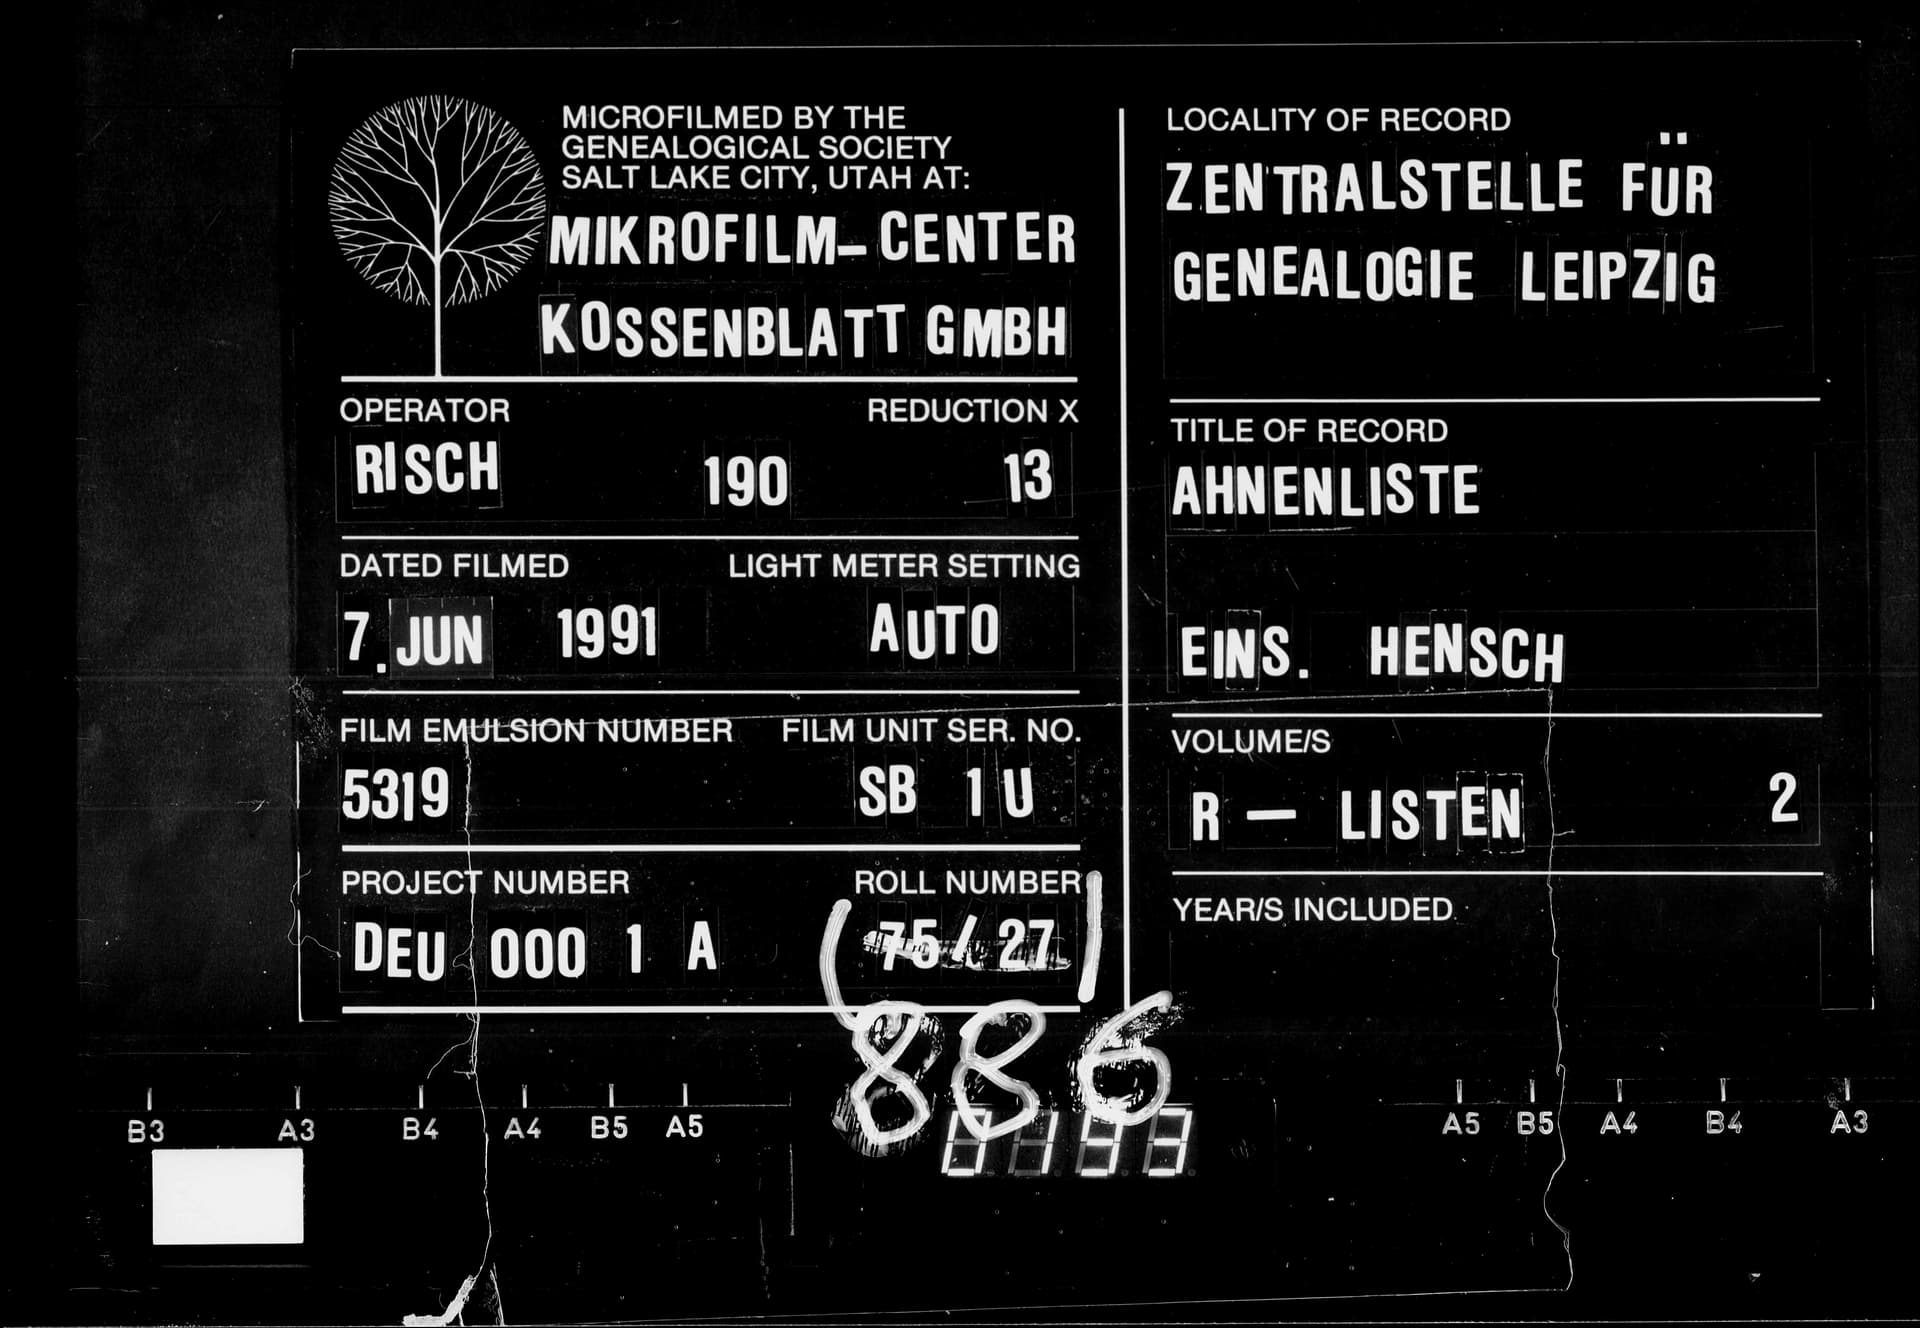 MICROFILMED BY THE
GENEALOGICAL SOCIETY
SALT LAKE CITY, UTAH AT:
MIKROFILM-CENTER
KOSSENBLATT GMBH
OPERATOR REDUCTION X
RISCH 190 13
DATED FILMED LIGHT METER SETTING
7. JUN 1991 AUTO
FILM EMULSION NUMBER FILM UNIT SER. NO.
5319 SB 1 U
PROJECT NUMBER ROLL NUMBER
DEU 000 1 A 75/27
886
LOCALITY OF RECORD
ZENTRALSTELLE FÜR
GENEALOGIE LEIPZIG
TITLE OF RECORD
AHNENLISTE
EINS. HENSCH
VOLUME/S
R - LISTEN 2
YEAR/S INCLUDED
B3 A3 B4 A4 B5 A5 A5 B5 A4 B4 A3